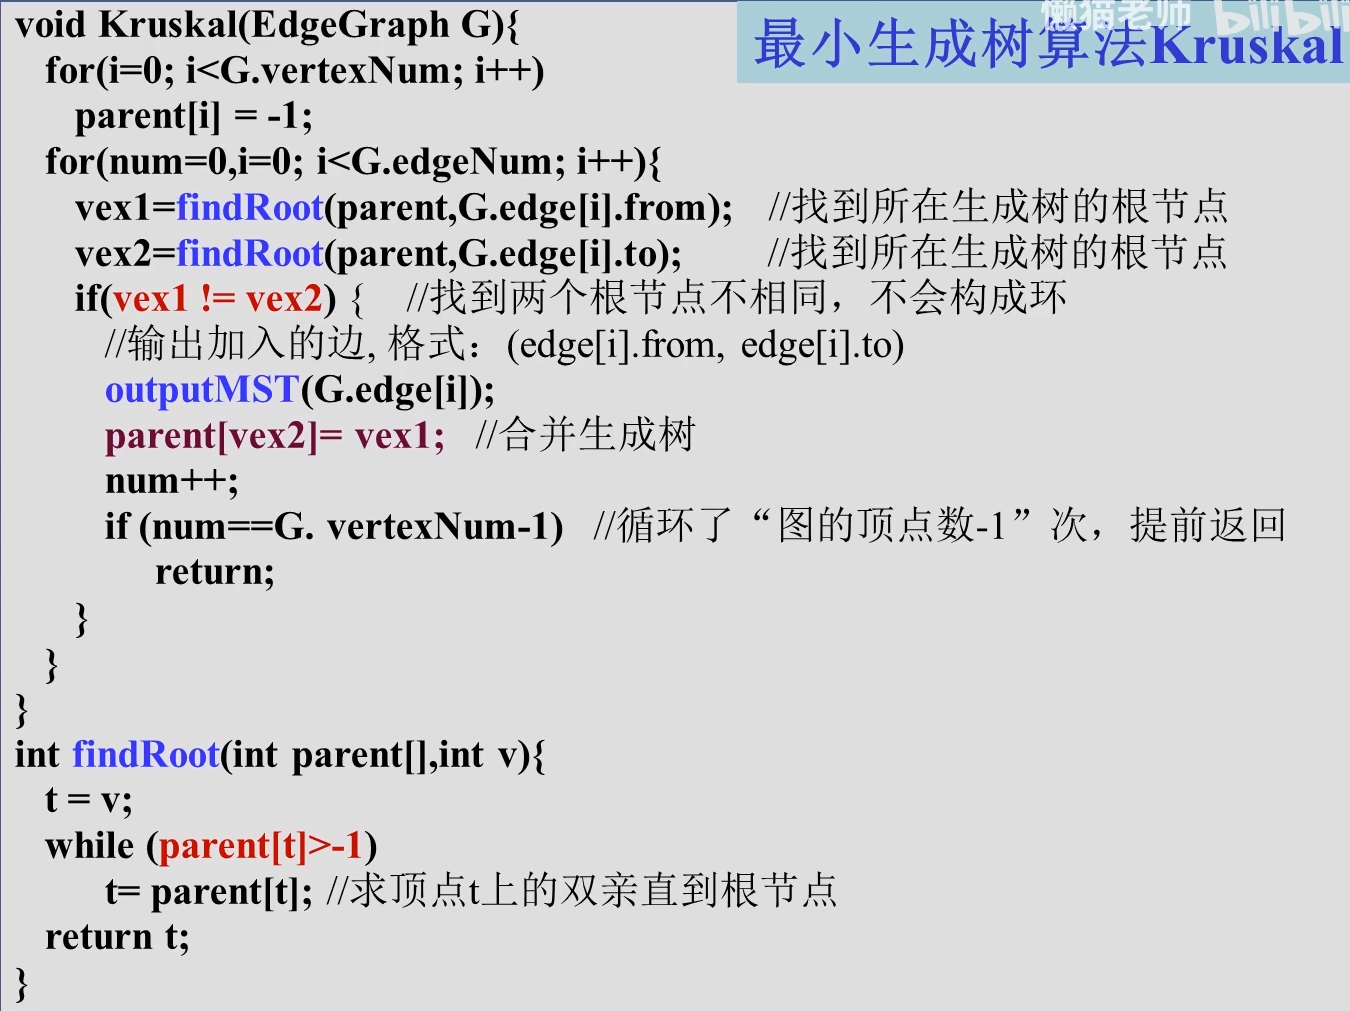 void Kruskal(EdgeGraph G){
最小生成树算法Kruskal
懒猫老师 bilibili
for(i=0; i<G.vertexNum; i++)
parent[i] = -1;
for(num=0,i=0; i<G.edgeNum; i++){
vex1=findRoot(parent,G.edge[i].from); //找到所在生成树的根节点
vex2=findRoot(parent,G.edge[i].to); //找到所在生成树的根节点
if(vex1 != vex2) { //找到两个根节点不相同，不会构成环
//输出加入的边, 格式：(edge[i].from, edge[i].to)
outputMST(G.edge[i]);
parent[vex2]= vex1; //合并生成树
num++;
if (num==G. vertexNum-1) //循环了“图的顶点数-1”次，提前返回
return;
}
}
}
int findRoot(int parent[],int v){
t = v;
while (parent[t]>-1)
t= parent[t]; //求顶点t上的双亲直到根节点
return t;
}